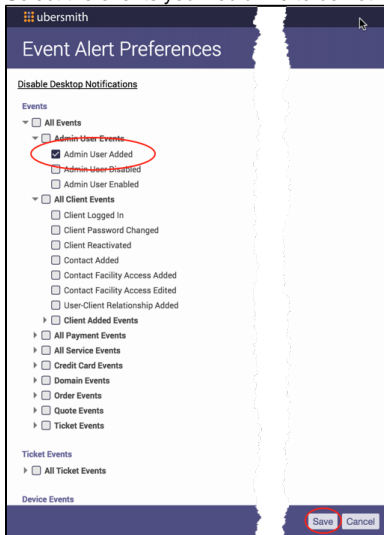 ubersmith
Event Alert Preferences
Disable Desktop Notifications
Events
All Events
Admin User Events
Admin User Added
Admin User Disabled
Admin User Enabled
All Client Events
Client Logged In
Client Password Changed
Client Reactivated
Contact Added
Contact Facility Access Added
Contact Facility Access Edited
User-Client Relationship Added
Client Added Events
All Payment Events
All Service Events
Credit Card Events
Domain Events
Order Events
Quote Events
Ticket Events
Ticket Events
All Ticket Events
Device Events
Save Cancel